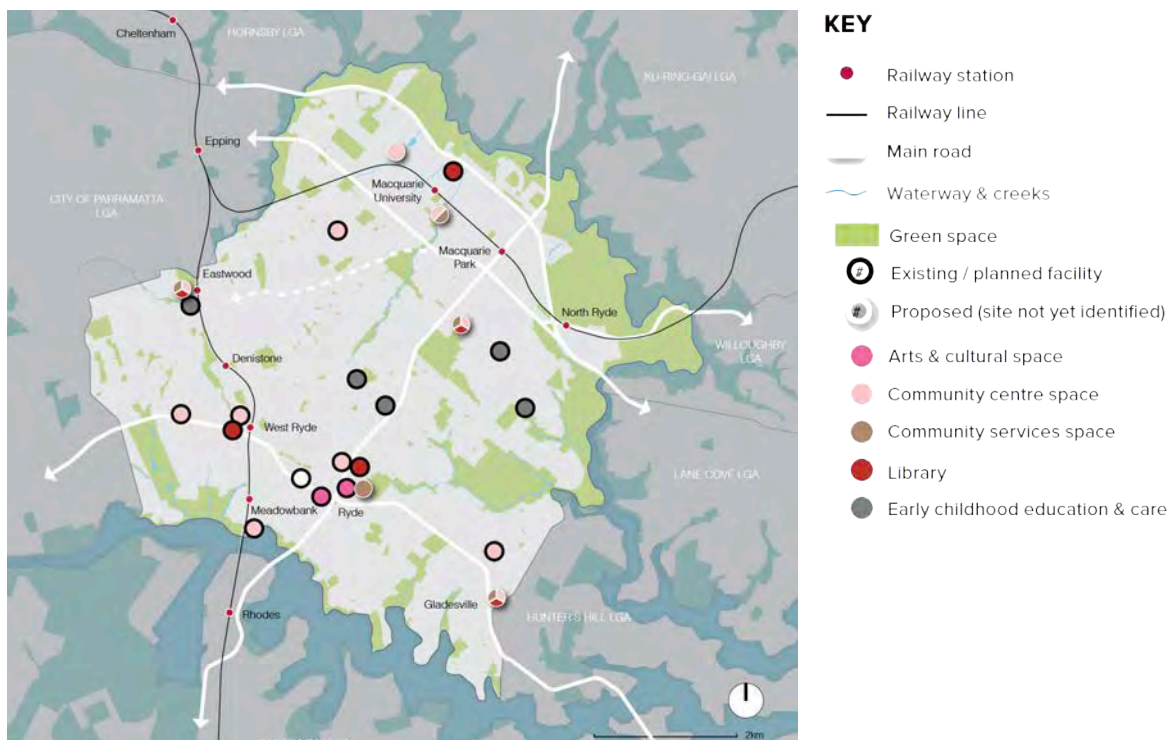 Cheltenham
HORNSBY LGA
KU-RING-GAI LGA
Epping
CITY OF PARRAMATTA
LGA
Macquarie
University
Macquarie
Park
Eastwood
North Ryde
WILLOUGHBY
LGA
Denistone
West Ryde
LANE COVE LGA
Meadowbank
Ryde
Gladesville
Rhodes
HUNTER'S HILL LGA
2km
KEY
Railway station
Railway line
Main road
Waterway & creeks
Green space
# Existing / planned facility
# Proposed (site not yet identified)
Arts & cultural space
Community centre space
Community services space
Library
Early childhood education & care